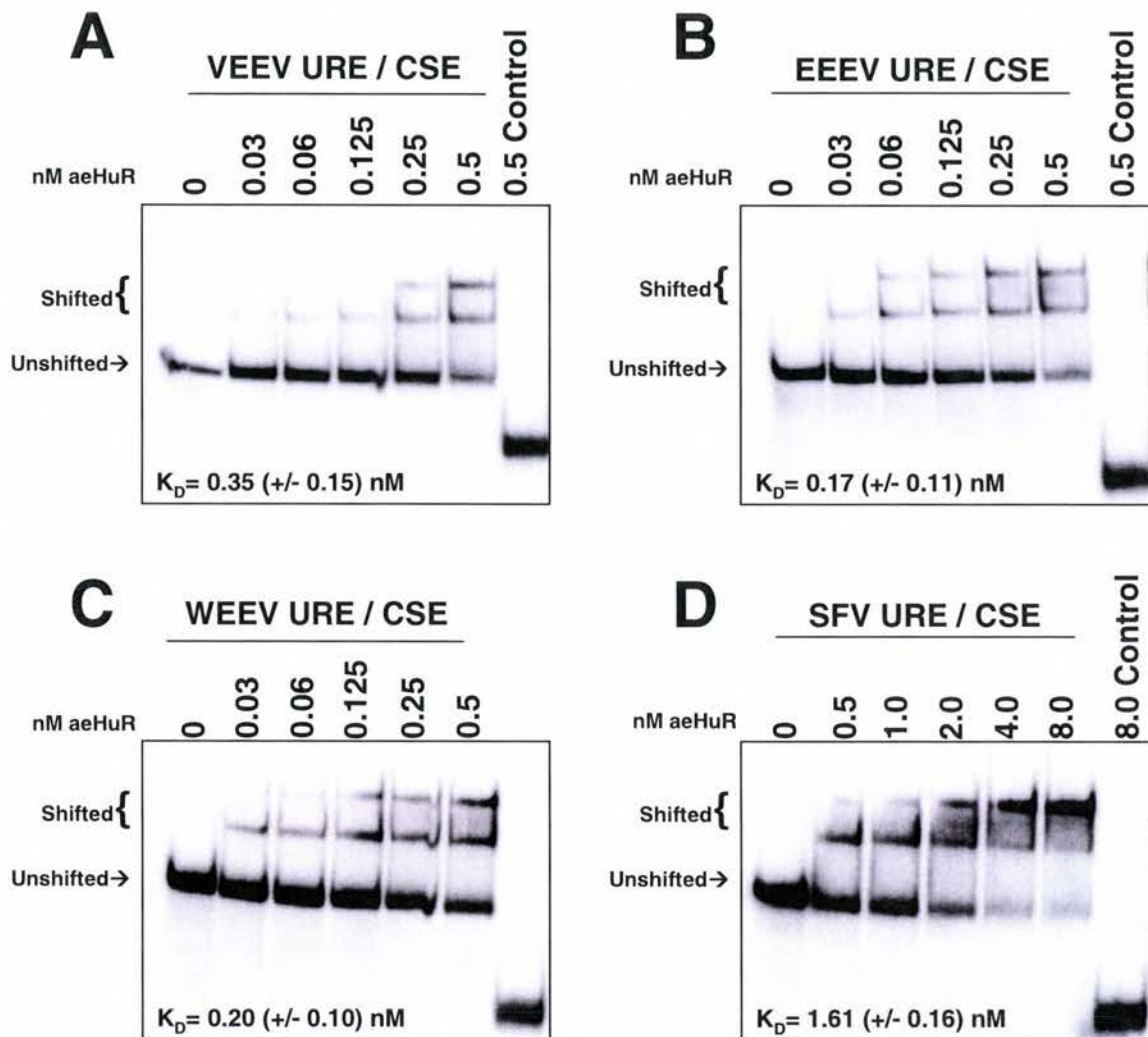 A
VEEV URE / CSE
nM aeHuR
0
0.03
0.06
0.125
0.25
0.5
0.5 Control
Shifted {
Unshifted→
KD= 0.35 (+/- 0.15) nM
B
EEEV URE / CSE
nM aeHuR
0
0.03
0.06
0.125
0.25
0.5
0.5 Control
Shifted {
Unshifted→
KD= 0.17 (+/- 0.11) nM
C
WEEV URE / CSE
nM aeHuR
0
0.03
0.06
0.125
0.25
0.5
Shifted {
Unshifted→
KD= 0.20 (+/- 0.10) nM
D
SFV URE / CSE
nM aeHuR
0
0.5
1.0
2.0
4.0
8.0
8.0 Control
Shifted {
Unshifted→
KD= 1.61 (+/- 0.16) nM